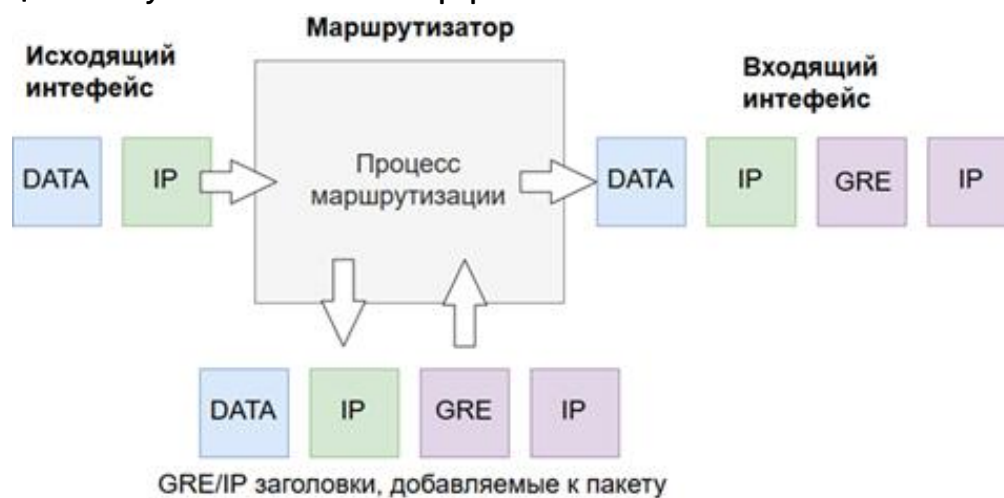 Маршрутизатор
Исходящий
интефейс
Входящий
интефейс
DATA IP
Процесс
маршрутизации
DATA IP GRE IP
DATA IP GRE IP
GRE/IP заголовки, добавляемые к пакету